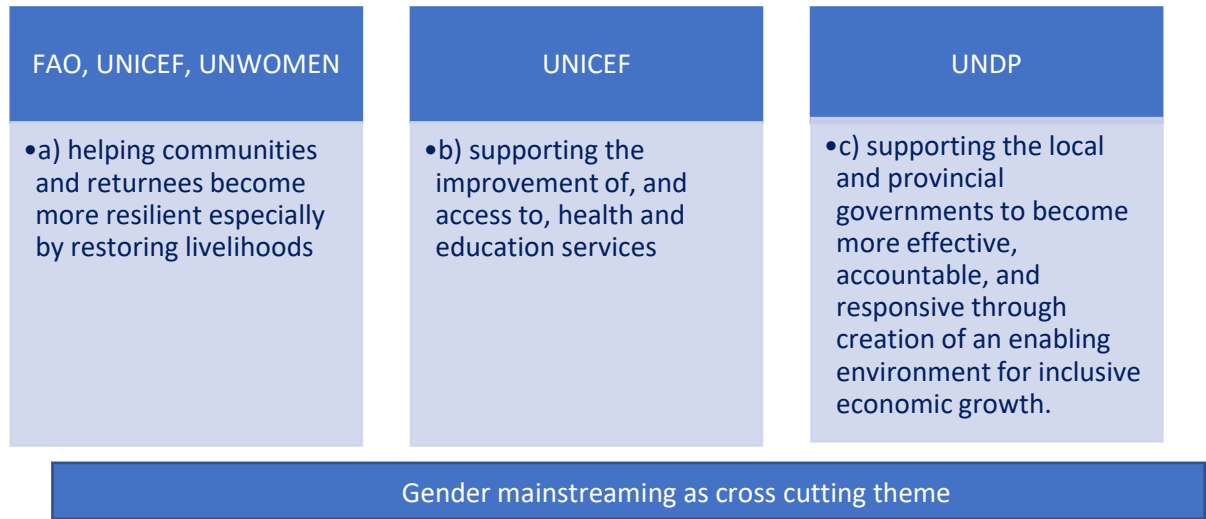 FAO, UNICEF, UNWOMEN
•a) helping communities
and returnees become
more resilient especially
by restoring livelihoods
UNICEF
•b) supporting the
improvement of, and
access to, health and
education services
UNDP
•c) supporting the local
and provincial
governments to become
more effective,
accountable, and
responsive through
creation of an enabling
environment for inclusive
economic growth.
Gender mainstreaming as cross cutting theme